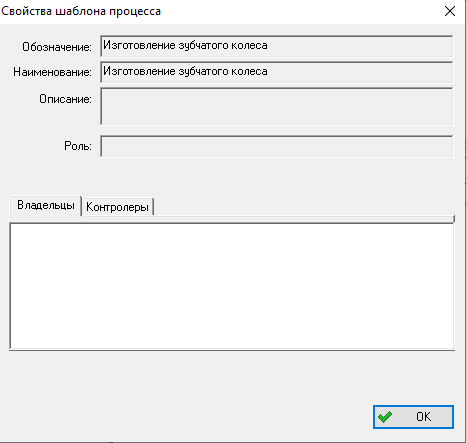 Свойства шаблона процесса
Обозначение: Изготовление зубчатого колеса
Наименование: Изготовление зубчатого колеса
Описание:
Роль:
Владельцы Контролеры
OK